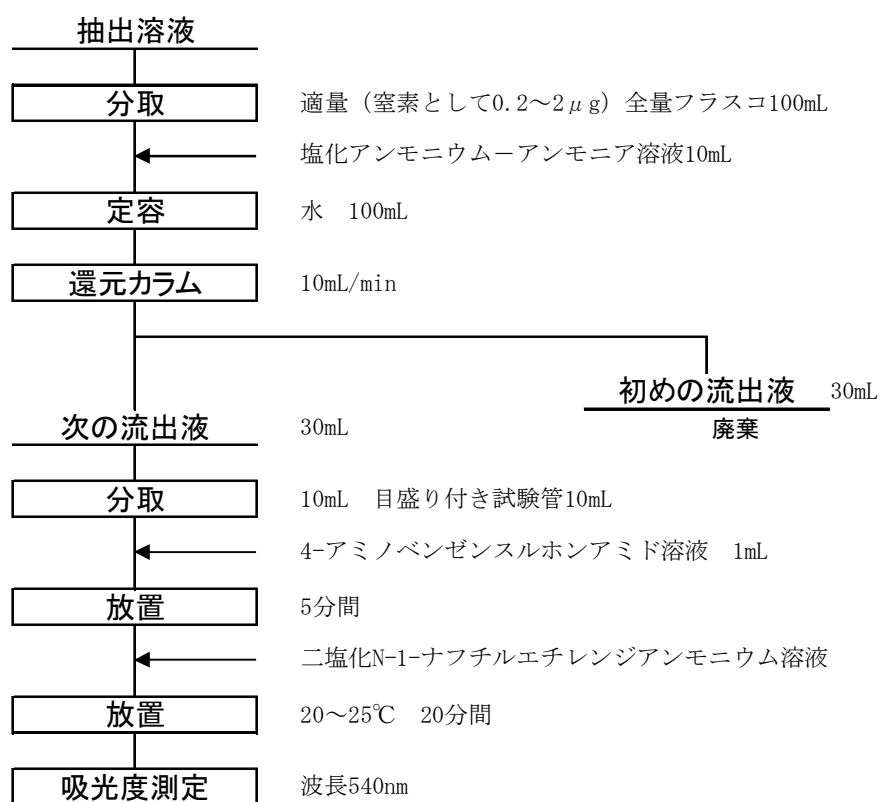 抽出溶液
分取 適量（窒素として0.2～2μg）全量フラスコ100mL
塩化アンモニウム－アンモニア溶液10mL
定容 水 100mL
還元カラム 10mL/min
初めの流出液 30mL
廃棄
次の流出液 30mL
分取 10mL 目盛り付き試験管10mL
4-アミノベンゼンスルホンアミド溶液 1mL
放置 5分間
二塩化N-1-ナフチルエチレンジアンモニウム溶液
放置 20～25℃ 20分間
吸光度測定 波長540nm